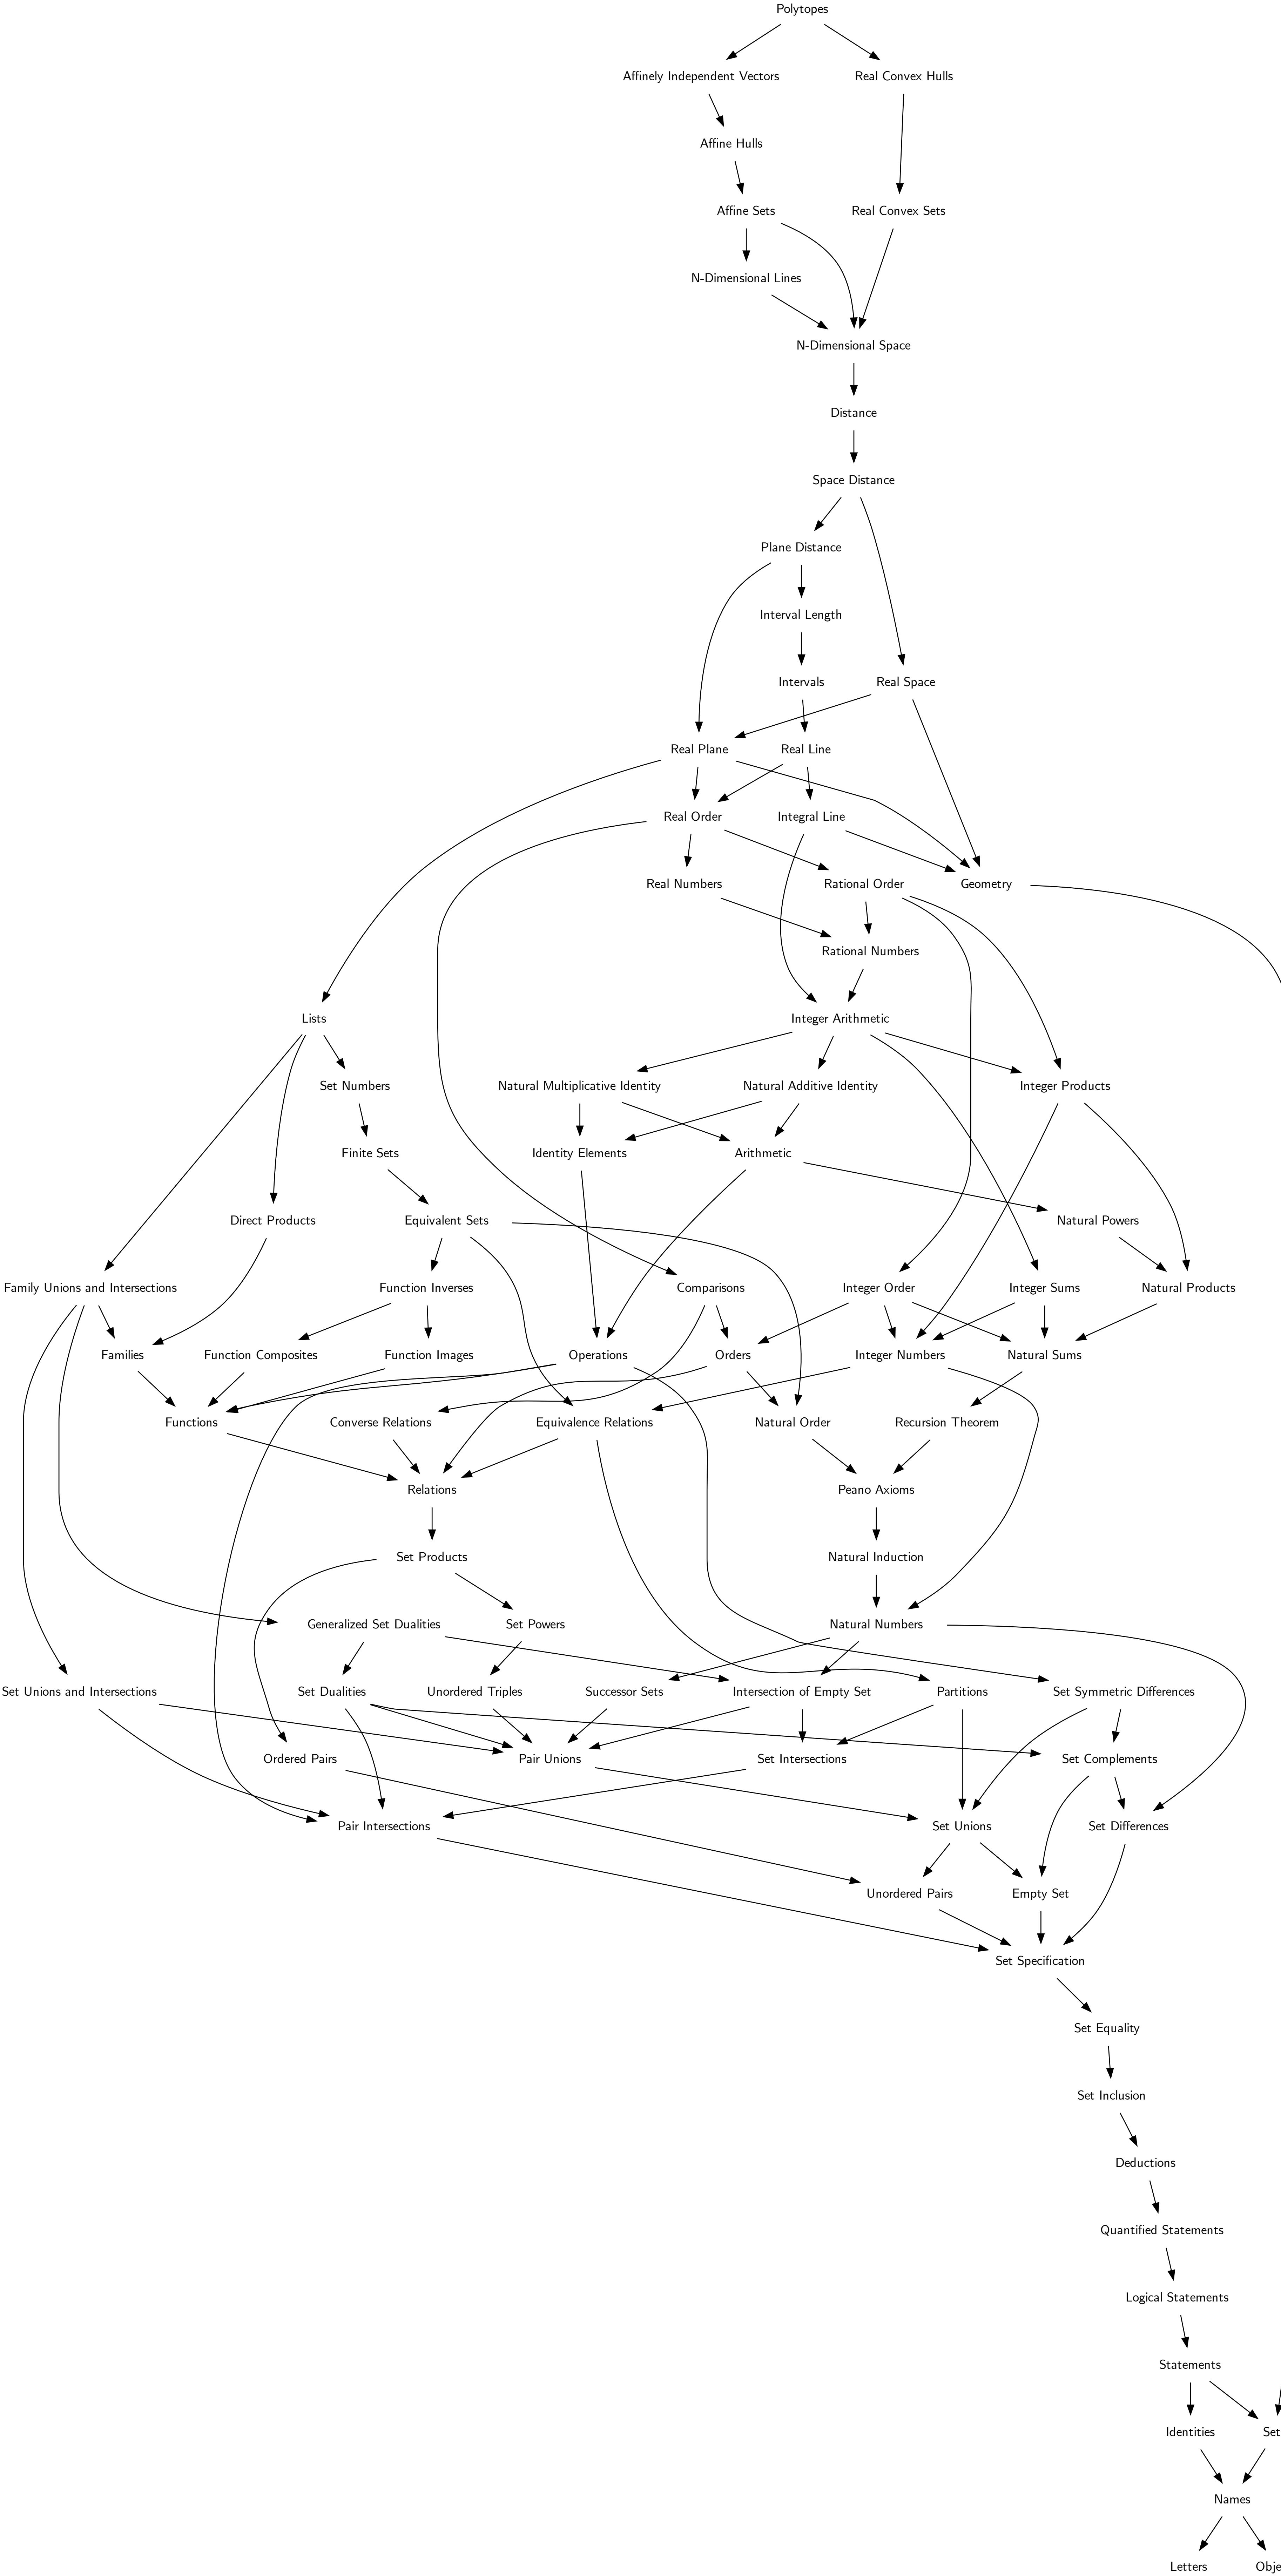 Polytopes
Affinely Independent Vectors
Real Convex Hulls
Affine Hulls
Affine Sets
Real Convex Sets
N-Dimensional Lines
N-Dimensional Space
Distance
Space Distance
Plane Distance
Interval Length
Intervals
Real Space
Real Plane
Real Line
Real Order
Integral Line
Real Numbers
Rational Order
Geometry
Rational Numbers
Lists
Integer Arithmetic
Set Numbers
Natural Multiplicative Identity
Natural Additive Identity
Integer Products
Finite Sets
Identity Elements
Arithmetic
Direct Products
Equivalent Sets
Natural Powers
Family Unions and Intersections
Function Inverses
Comparisons
Integer Order
Integer Sums
Natural Products
Families
Function Composites
Function Images
Operations
Orders
Integer Numbers
Natural Sums
Functions
Converse Relations
Equivalence Relations
Natural Order
Recursion Theorem
Relations
Peano Axioms
Set Products
Natural Induction
Generalized Set Dualities
Set Powers
Natural Numbers
Set Unions and Intersections
Set Dualities
Unordered Triples
Successor Sets
Intersection of Empty Set
Partitions
Set Symmetric Differences
Ordered Pairs
Pair Unions
Set Intersections
Set Complements
Pair Intersections
Set Unions
Set Differences
Unordered Pairs
Empty Set
Set Specification
Set Equality
Set Inclusion
Deductions
Quantified Statements
Logical Statements
Statements
Identities
Set
Names
Letters
Obje